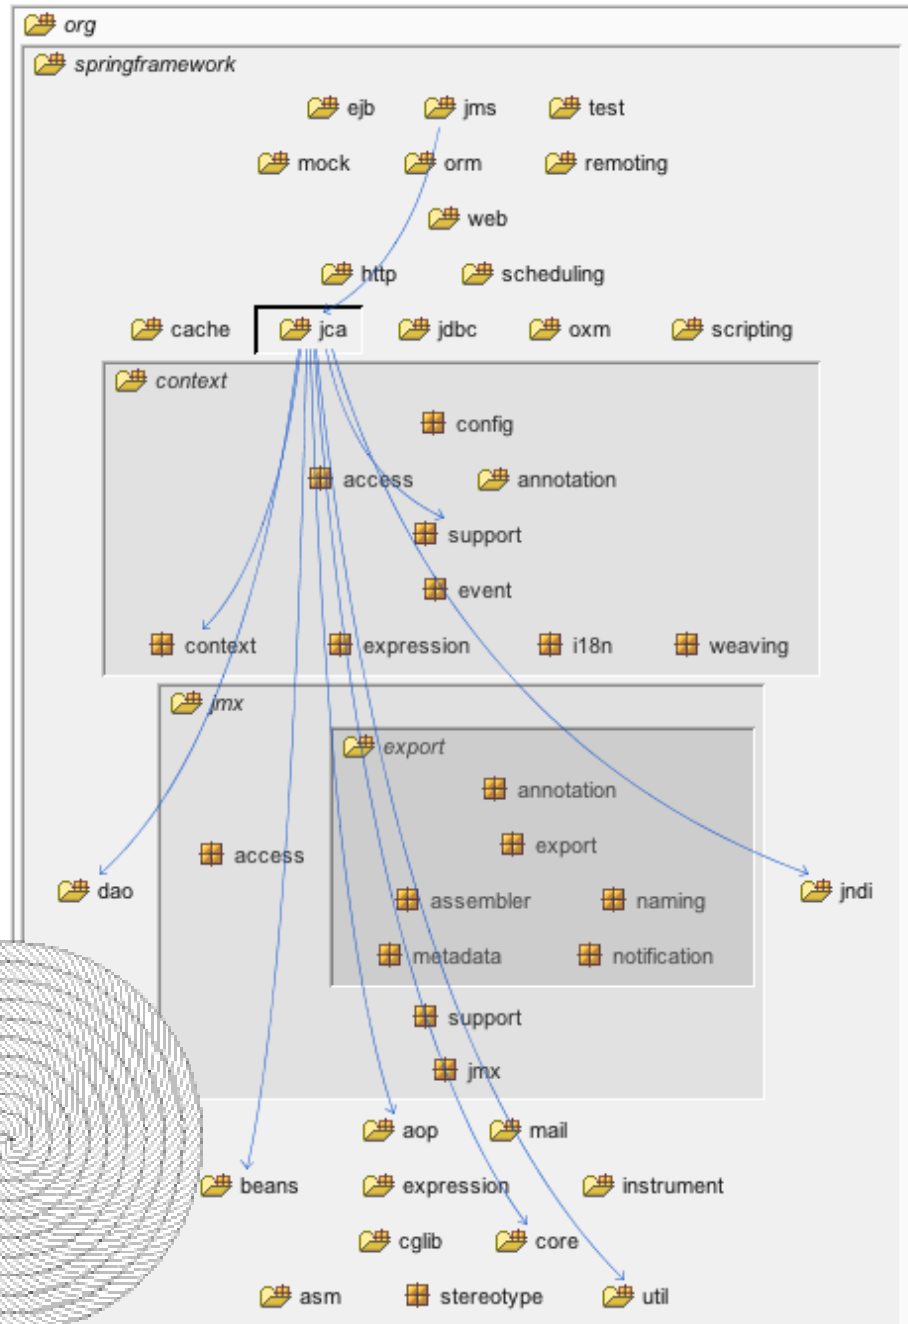 org
springframework
ejb jms test
mock orm remoting
web
http scheduling
cache jca jdbc oxm scripting
context
config
access annotation
support
event
context expression i18n weaving
jmx
export
annotation
export
access
assembler naming
dao jndi
metadata notification
support
jmx
aop mail
beans expression instrument
cglib core
asm stereotype util